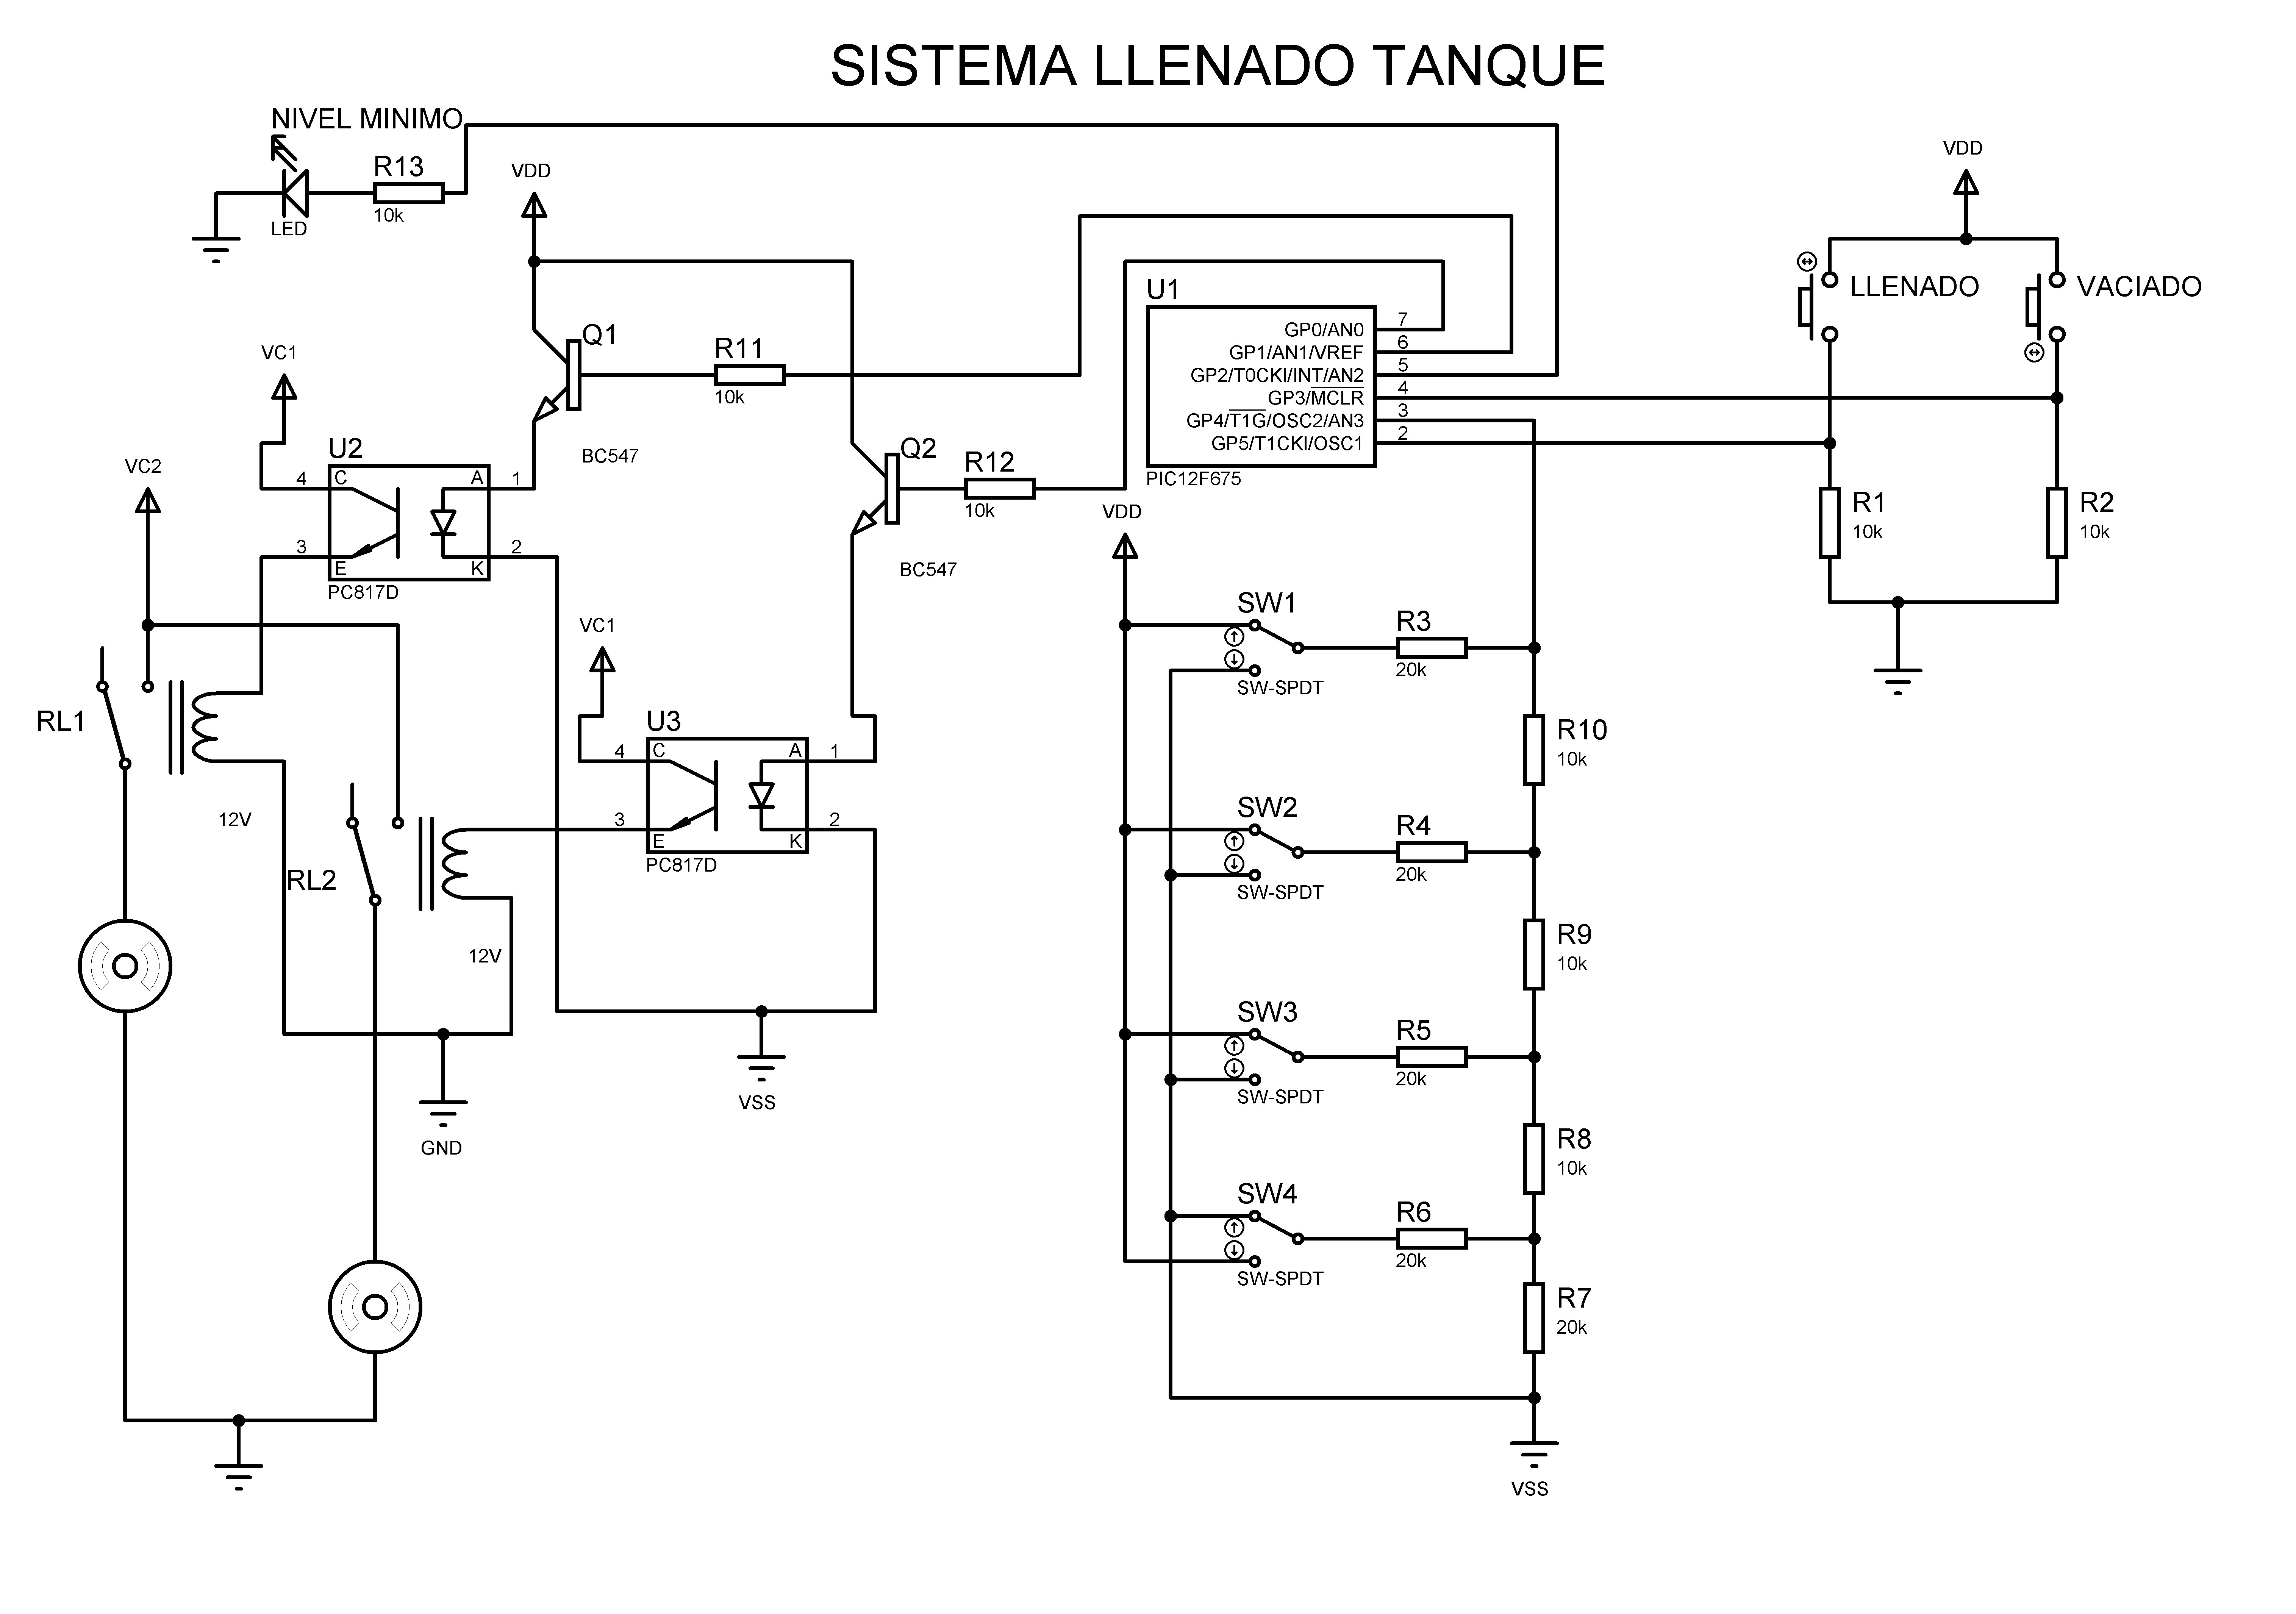 SISTEMA LLENADO TANQUE
NIVEL MINIMO
R13
10k
LED
VDD
VDD
LLENADO
VACIADO
U1
GP0/AN0
7
GP1/AN1/VREF
6
GP2/T0CKI/INT/AN2
5
GP3/MCLR
4
GP4/T1G/OSC2/AN3
3
GP5/T1CKI/OSC1
2
PIC12F675
Q1
BC547
R11
10k
VC1
VC2
U2
4
C
A
1
3
E
K
2
PC817D
Q2
BC547
R12
10k
R1
10k
R2
10k
VDD
SW1
SW-SPDT
R3
20k
R10
10k
VC1
U3
4
C
A
1
3
E
K
2
PC817D
RL1
12V
RL2
12V
SW2
SW-SPDT
R4
20k
R9
10k
SW3
SW-SPDT
R5
20k
R8
10k
VSS
GND
SW4
SW-SPDT
R6
20k
R7
20k
VSS